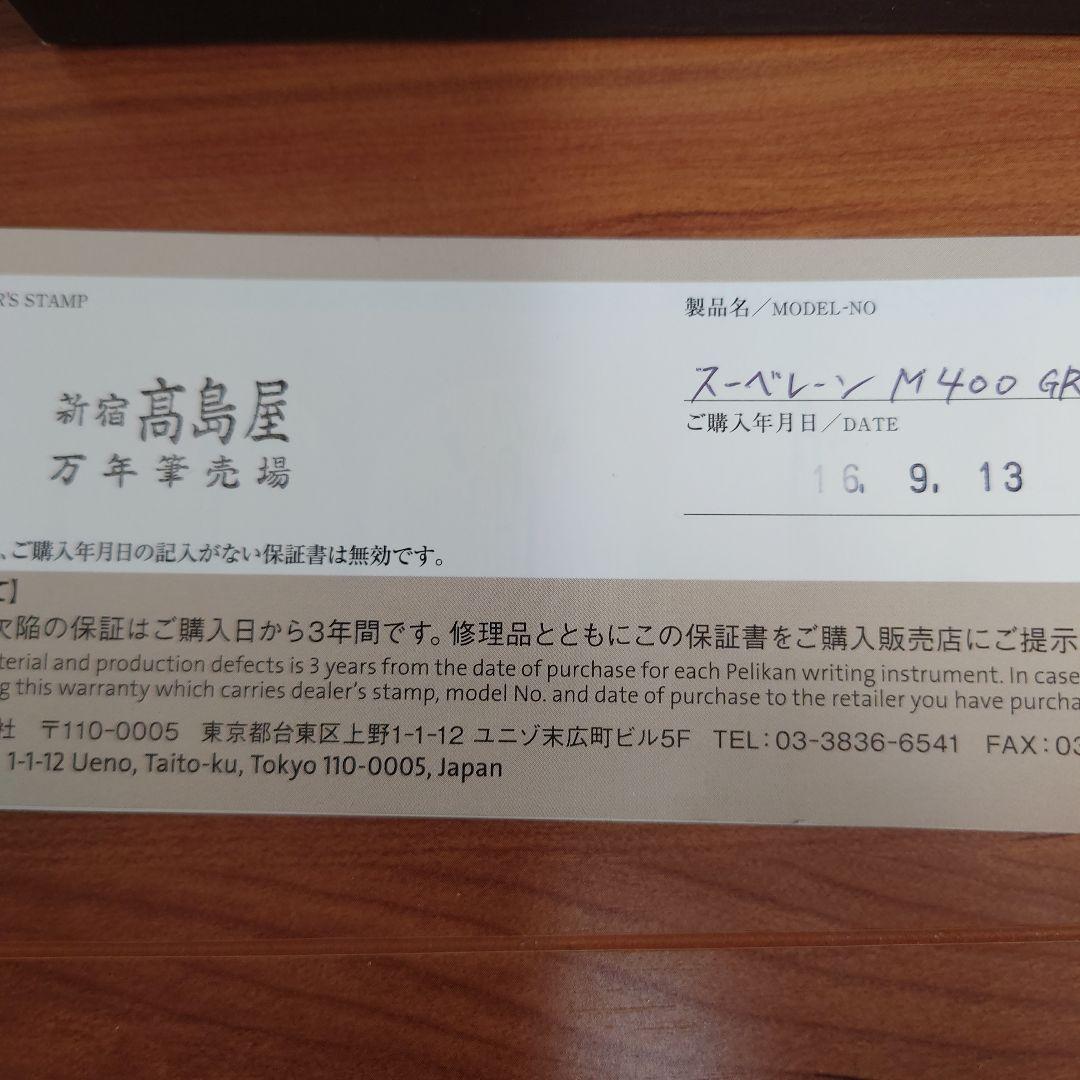 R'S STAMP
新宿髙島屋
万年筆売場
、ご購入年月日の記入がない保証書は無効です。
製品名／MODEL-NO
スーベレーン M400 GR
ご購入年月日／DATE
16. 9. 13
て】
欠陥の保証はご購入日から3年間です。修理品とともにこの保証書をご購入販売店にご提示
terial and production defects is 3 years from the date of purchase for each Pelikan writing instrument. In case
g this warranty which carries dealer's stamp, model No. and date of purchase to the retailer you have purcha
社 〒110-0005 東京都台東区上野1-1-12 ユニゾ末広町ビル5F TEL：03-3836-6541 FAX：03
1-1-12 Ueno, Taito-ku, Tokyo 110-0005, Japan